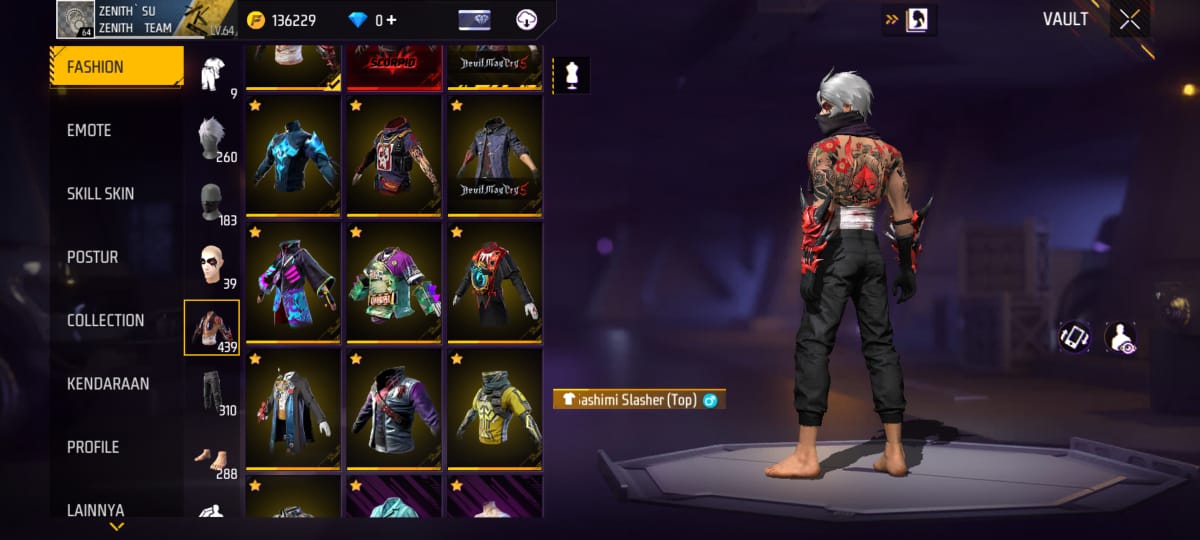 ZENITH` SU
ZENITH TEAM
64
LV.64
136229
0+
VAULT
FASHION
EMOTE
SKILL SKIN
POSTUR
COLLECTION
KENDARAAN
PROFILE
LAINNYA
9
260
183
39
439
310
288
SCORPIO
Devil May Cry 5
Devil May Cry 5
ashimi Slasher (Top)